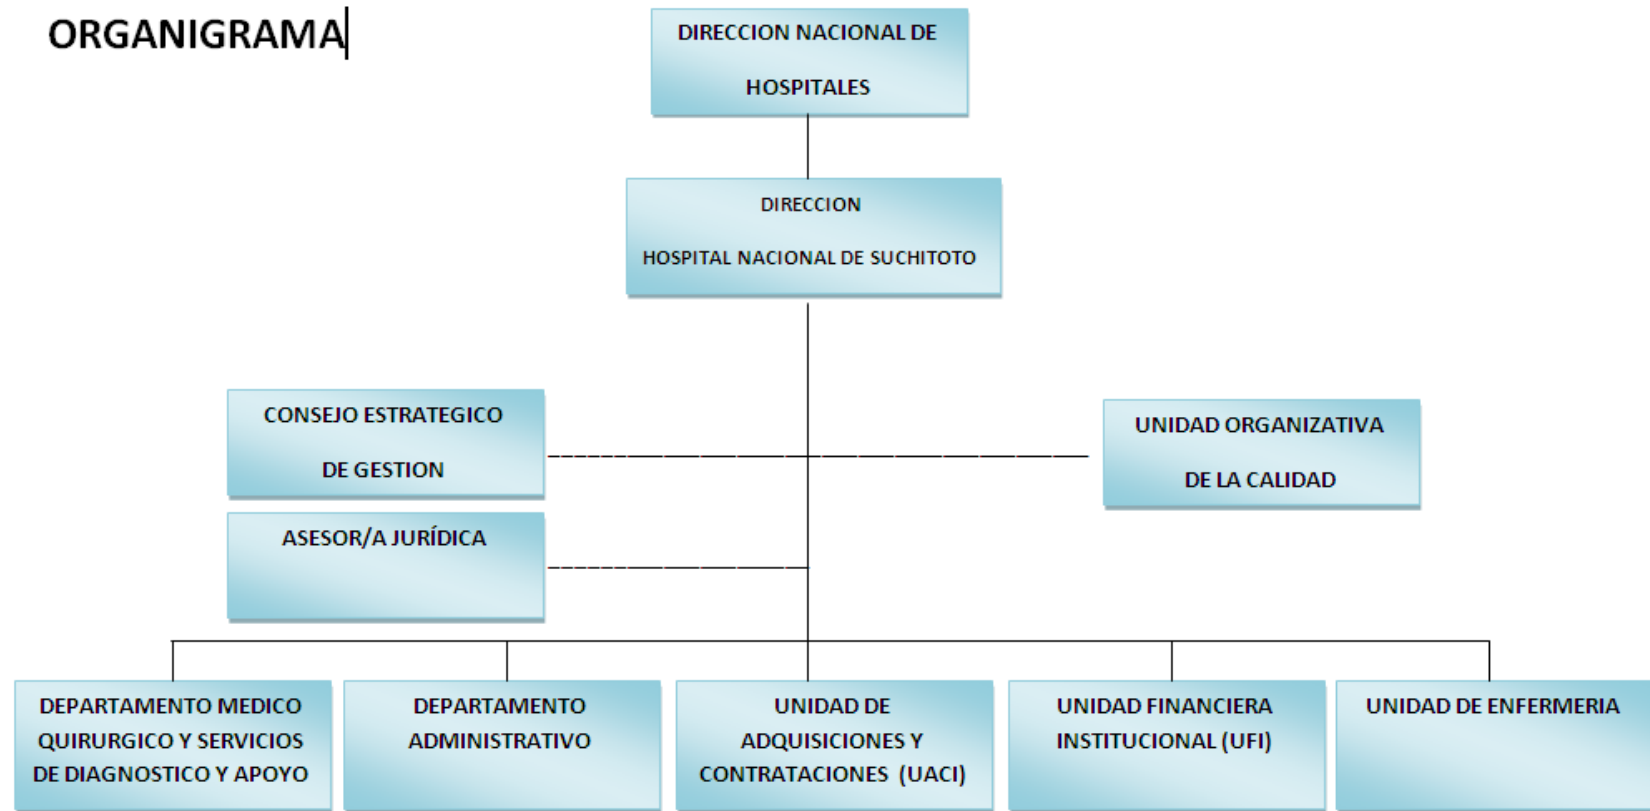 ORGANIGRAMA
DIRECCION NACIONAL DE
HOSPITALES
DIRECCION
HOSPITAL NACIONAL DE SUCHITOTO
CONSEJO ESTRATEGICO
DE GESTION
UNIDAD ORGANIZATIVA
DE LA CALIDAD
ASESOR/A JURÍDICA
DEPARTAMENTO MEDICO
QUIRURGICO Y SERVICIOS
DE DIAGNOSTICO Y APOYO
DEPARTAMENTO
ADMINISTRATIVO
UNIDAD DE
ADQUISICIONES Y
CONTRATACIONES (UACI)
UNIDAD FINANCIERA
INSTITUCIONAL (UFI)
UNIDAD DE ENFERMERIA